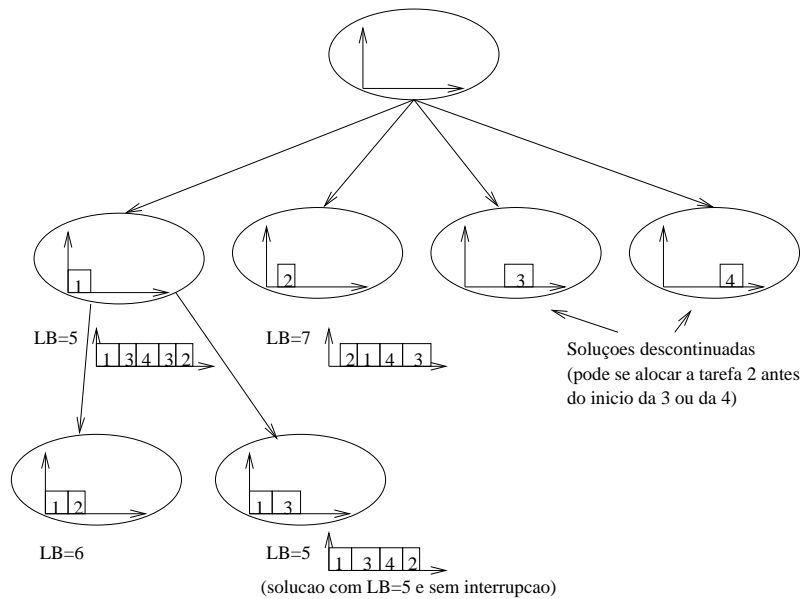 1
2
3
4
LB=5
1 3 4 3 2
LB=7
2 1 4 3
Soluçoes descontinuadas
(pode se alocar a tarefa 2 antes
do inicio da 3 ou da 4)
1 2
1 3
LB=6
LB=5
1 3 4 2
(solucao com LB=5 e sem interrupcao)